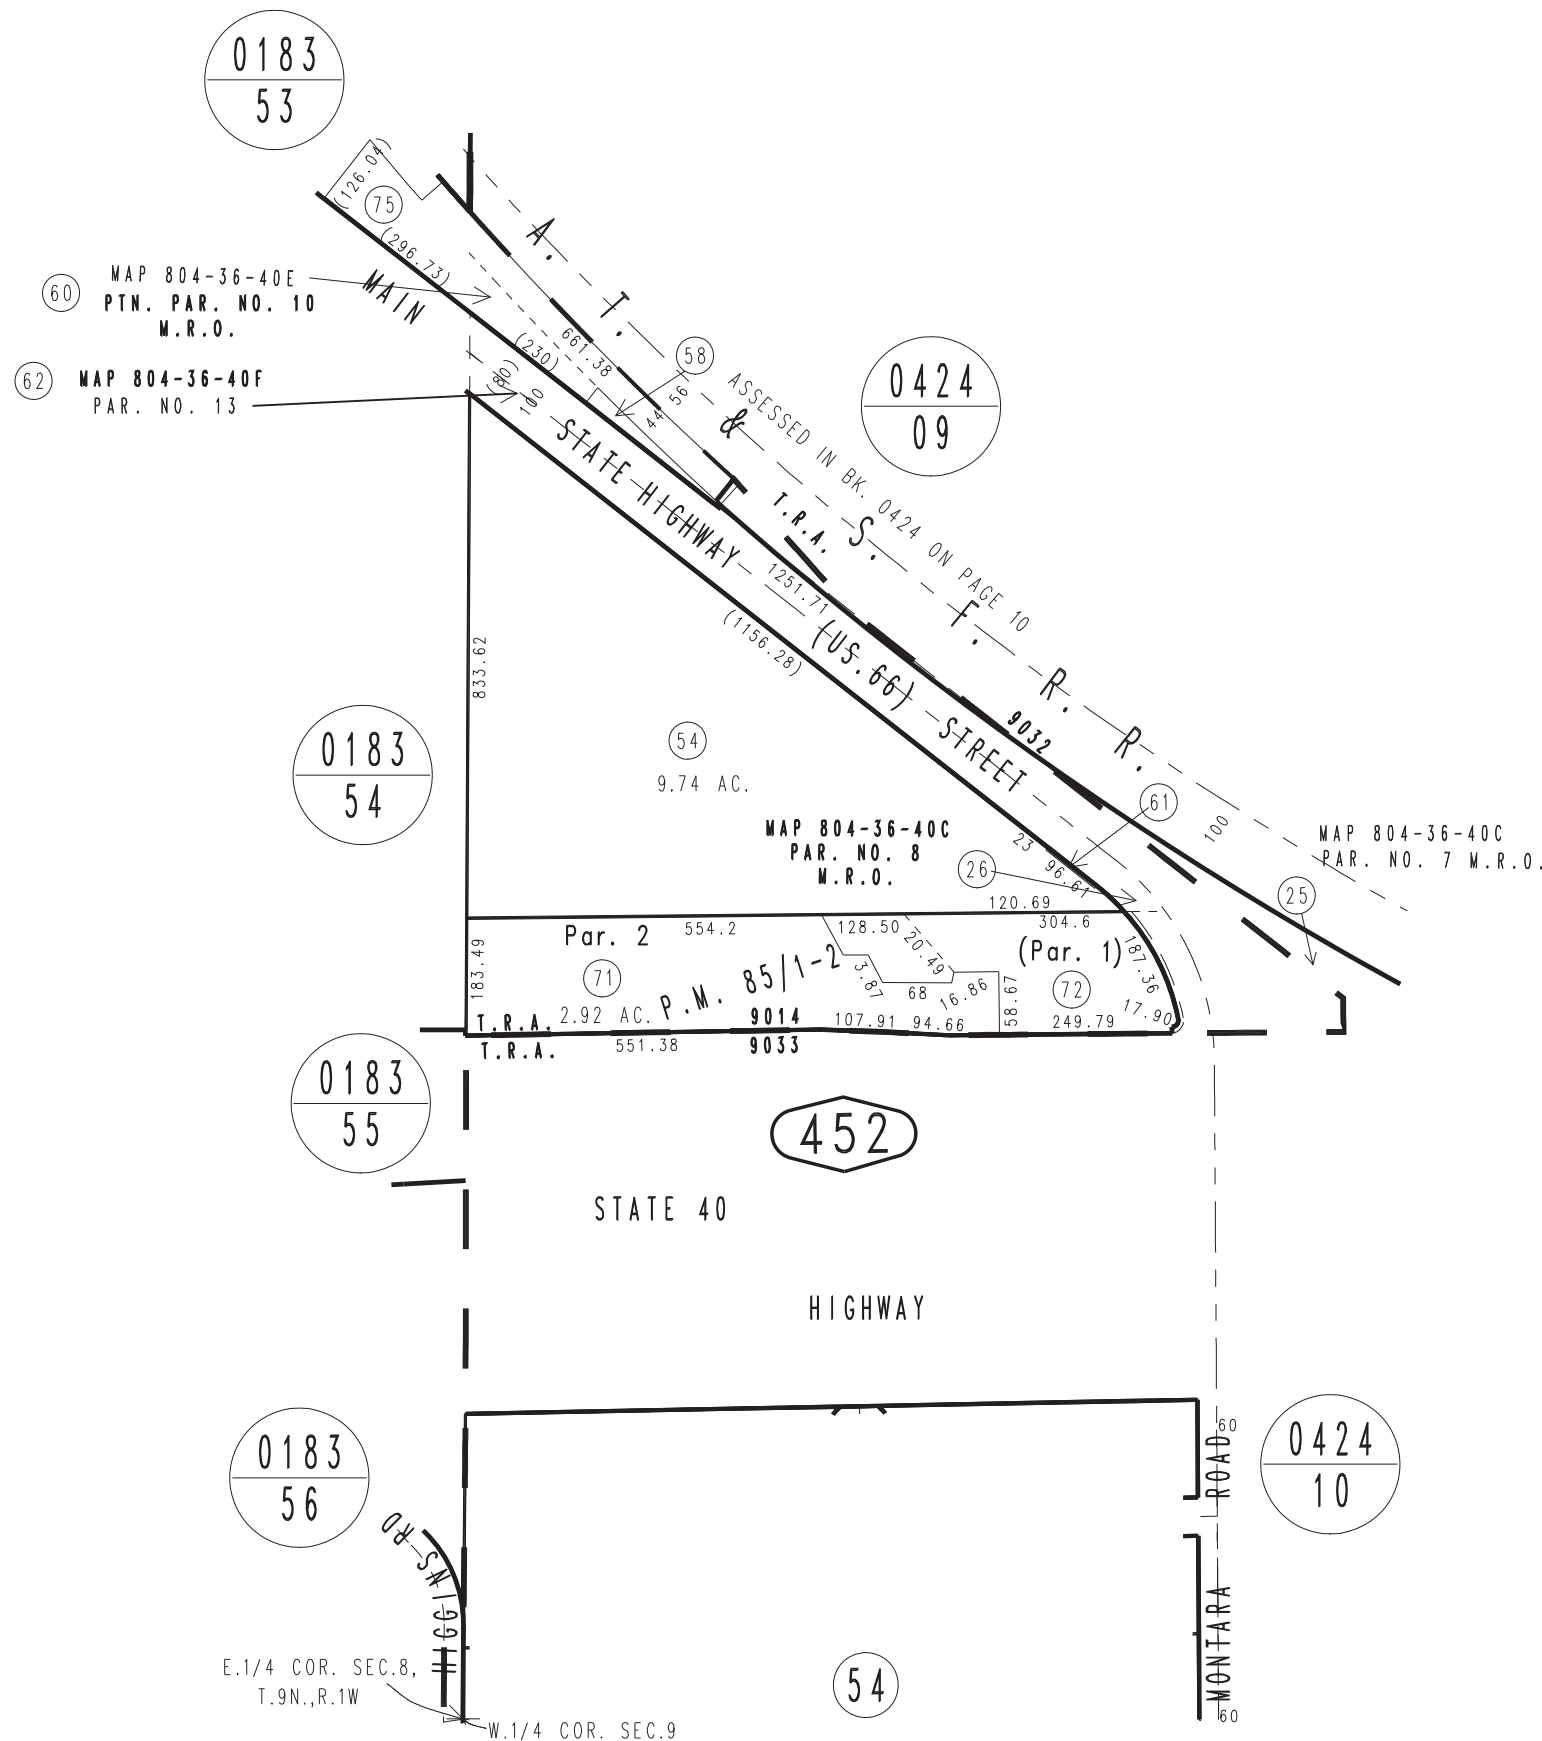 0183
53
(126.04)
75
(296.73)
MAP 804-36-40E
60
PTN. PAR. NO. 10
M.R.O.
MAIN
62
MAP 804-36-40F
PAR. NO. 13
(80)
100
(230)
661.38
58
44
56
A. T. & S. F. R. R.
0424
09
ASSESSED IN BK. 0424 ON PAGE 10
STATE HIGHWAY (US.66) STREET
T.R.A.
9032
1251.71
(1156.28)
833.62
0183
54
54
9.74 AC.
MAP 804-36-40C
PAR. NO. 8
M.R.O.
61
100
MAP 804-36-40C
PAR. NO. 7 M.R.O.
23
96.61
26
25
120.69
304.6
Par. 2
554.2
128.50
20.49
(Par. 1)
187.36
183.49
71
P.M. 85/1-2
3.87
68
16.86
58.67
72
17.90
T.R.A.
2.92 AC.
9014
107.91
94.66
249.79
T.R.A.
551.38
9033
0183
55
452
STATE 40
HIGHWAY
0183
56
60
ROAD
0424
10
HIGGINS RD
MONTARA
E.1/4 COR. SEC.8,
T.9N.,R.1W
54
60
W.1/4 COR. SEC.9